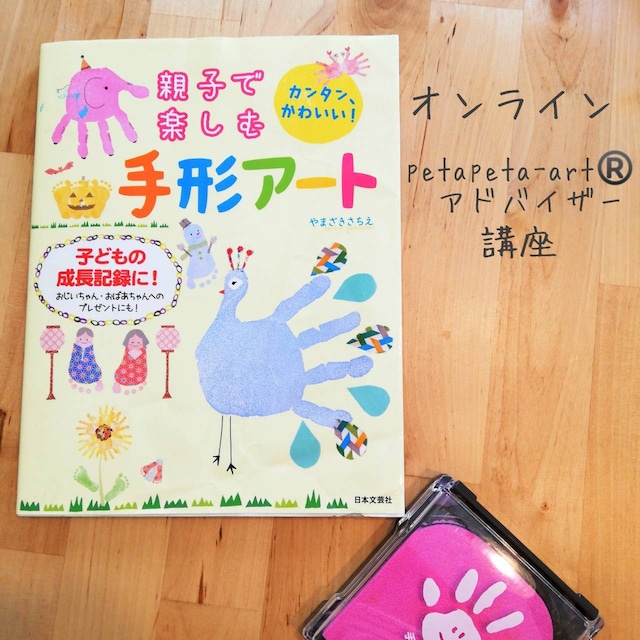 親子で
楽しむ
カンタン、
かわいい！
手形アート
やまざきさちえ
子どもの
成長記録に！
おじいちゃん・おばあちゃんへの
プレゼントにも！
日本文芸社
オンライン
petapeta-art®
アドバイザー
講座
手